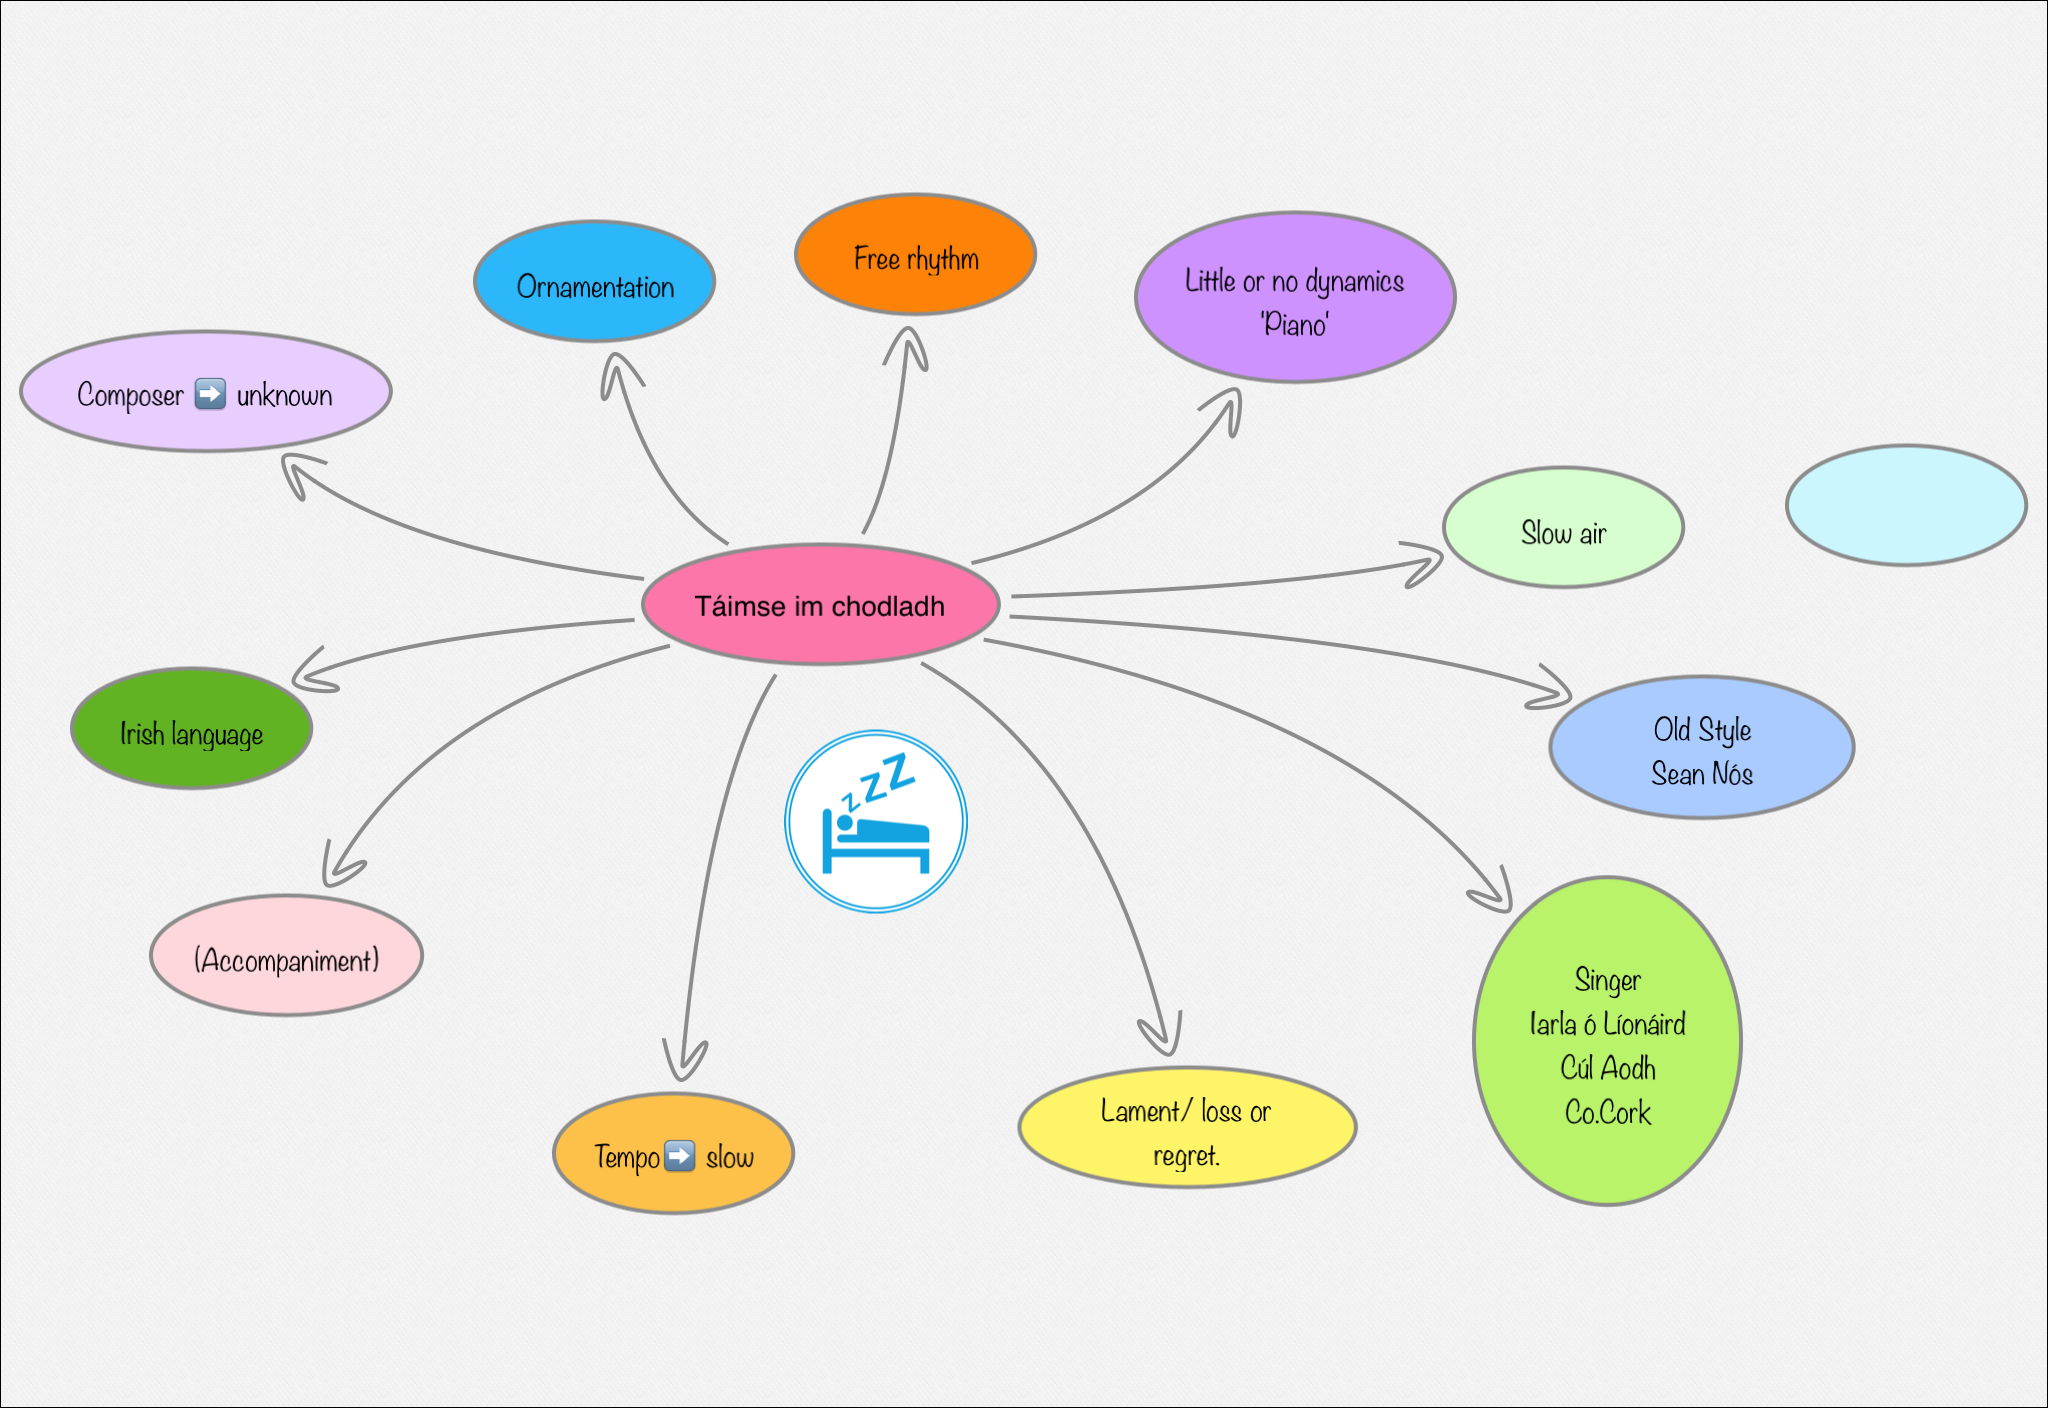 Free rhythm
Ornamentation
Little or no dynamics
'Piano'
Composer ➡️ unknown
Slow air
Táimse im chodladh
Irish language
Old Style
Sean Nós
z z Z
(Accompaniment)
Singer
Iarla ó Líonáird
Cúl Aodh
Co.Cork
Tempo➡️ slow
Lament/ loss or
regret.